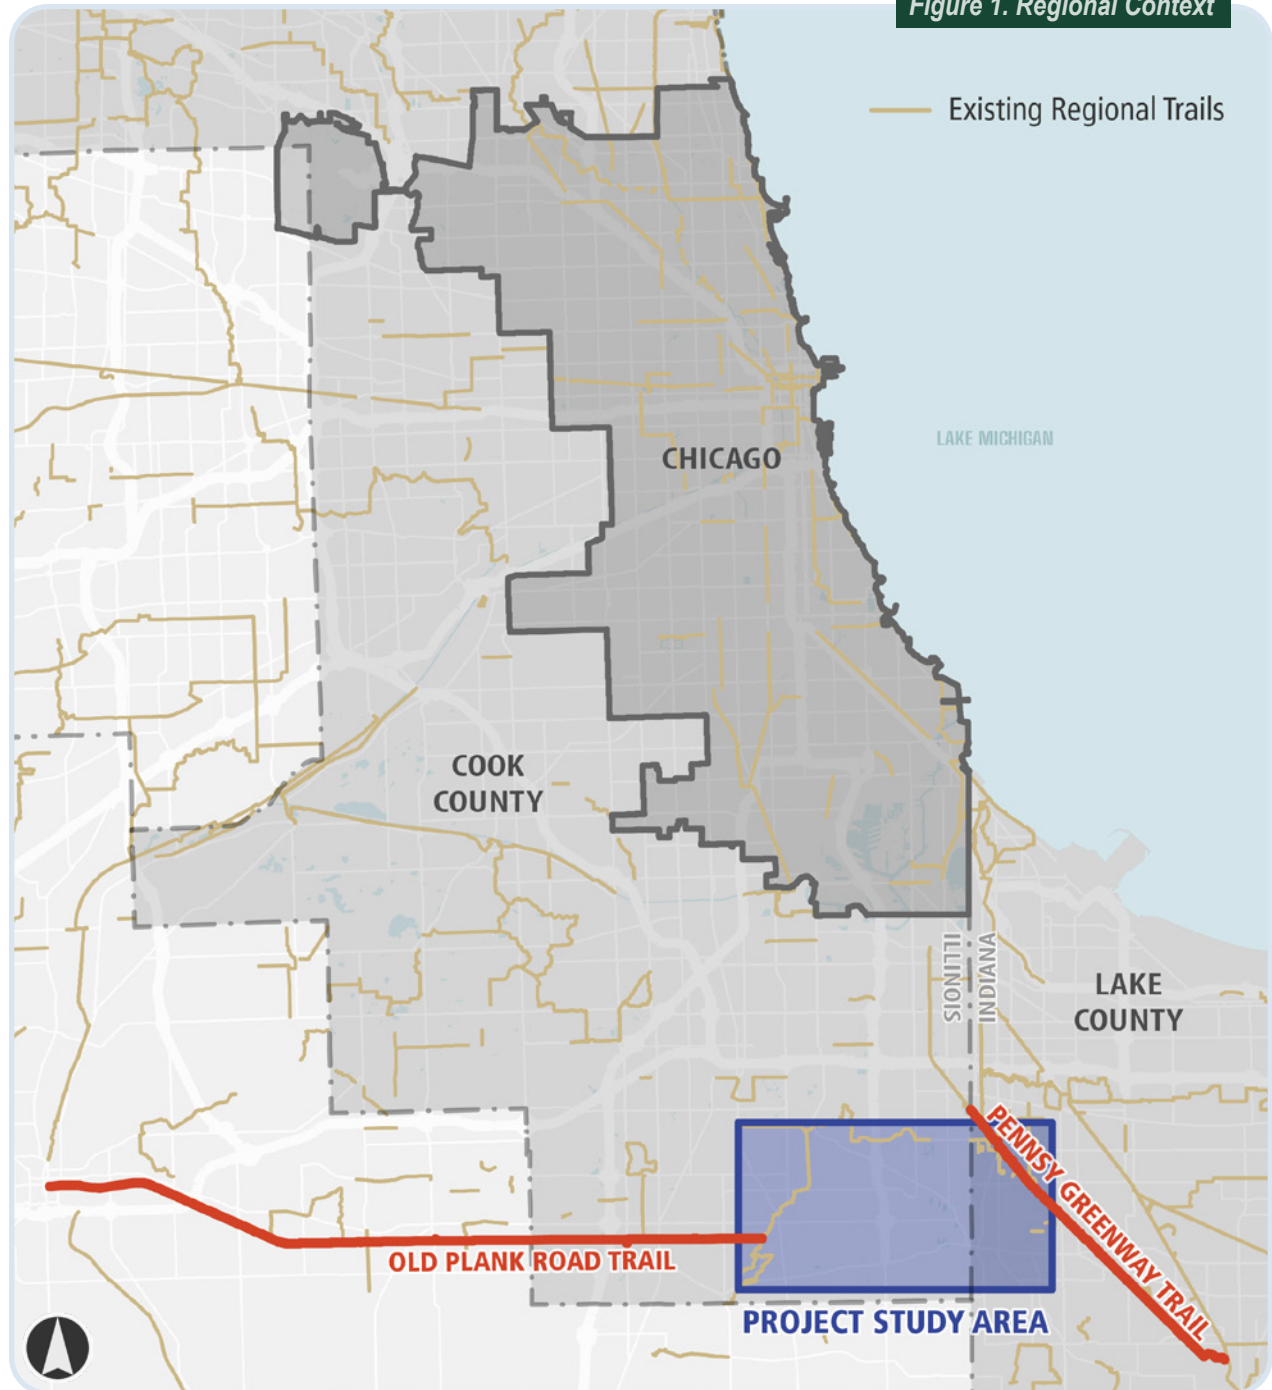 Figure 1. Regional Context
Existing Regional Trails
LAKE MICHIGAN
CHICAGO
COOK
COUNTY
ILLINOIS
INDIANA
LAKE
COUNTY
PENNSY GREENWAY TRAIL
OLD PLANK ROAD TRAIL
PROJECT STUDY AREA